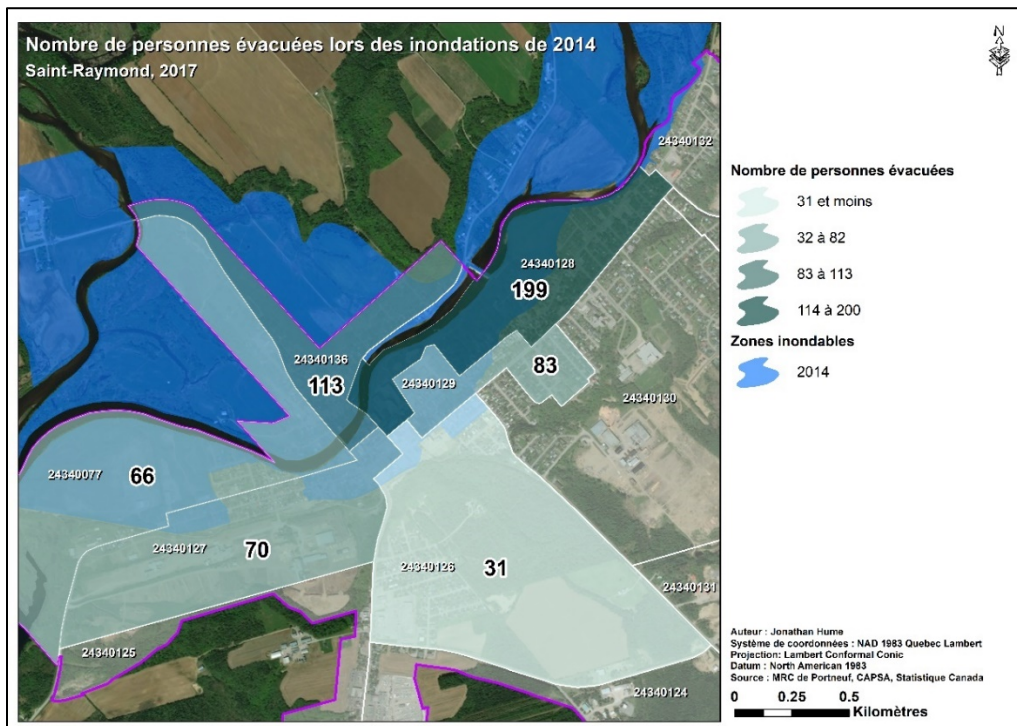 Nombre de personnes évacuées lors des inondations de 2014
Saint-Raymond, 2017
N
24340132
Nombre de personnes évacuées
31 et moins
32 à 82
83 à 113
114 à 200
Zones inondables
2014
24340128
199
24340136
113
24340129
83
24340130
24340077
66
24340127
70
24340126
31
24340131
24340125
24340124
Auteur : Jonathan Hume
Système de coordonnées : NAD 1983 Quebec Lambert
Projection: Lambert Conformal Conic
Datum : North American 1983
Source : MRC de Portneuf, CAPSA, Statistique Canada
0 0.25 0.5
Kilomètres